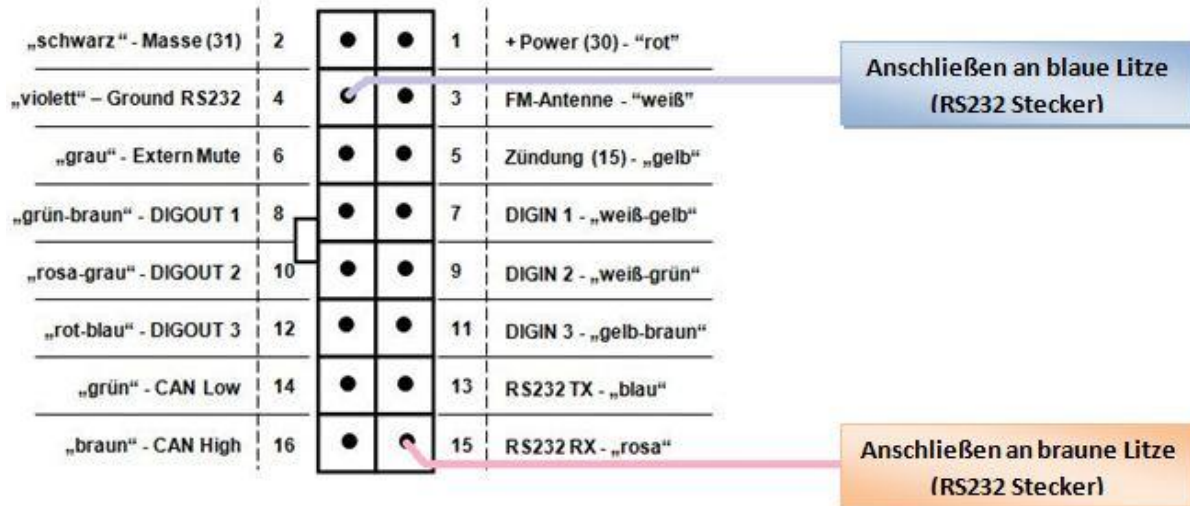 „schwarz“ - Masse (31) 2 1 + Power (30) - “rot”
„violett“ – Ground RS232 4 3 FM-Antenne - “weiß”
„grau“ - Extern Mute 6 5 Zündung (15) - „gelb“
„grün-braun“ - DIGOUT 1 8 7 DIGIN 1 - „weiß-gelb“
„rosa-grau“ - DIGOUT 2 10 9 DIGIN 2 - „weiß-grün“
„rot-blau“ - DIGOUT 3 12 11 DIGIN 3 - „gelb-braun“
„grün“ - CAN Low 14 13 RS232 TX - „blau“
„braun“ - CAN High 16 15 RS232 RX - „rosa“
Anschließen an blaue Litze
(RS232 Stecker)
Anschließen an braune Litze
(RS232 Stecker)